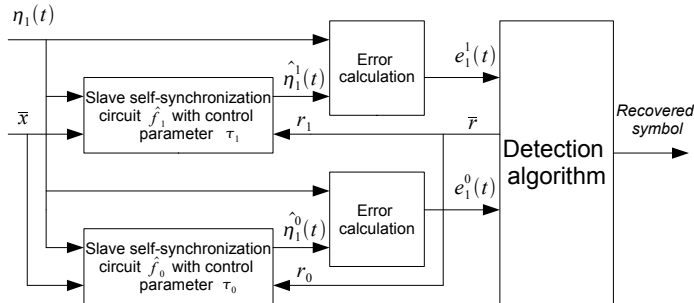 η₁(t)
x̄
Slave self-synchronization
circuit f̂₁ with control
parameter τ₁
η̂₁¹(t)
r₁
Error
calculation
e₁¹(t)
r̄
Slave self-synchronization
circuit f̂₀ with control
parameter τ₀
η̂₁⁰(t)
r₀
Error
calculation
e₁⁰(t)
Detection
algorithm
Recovered
symbol